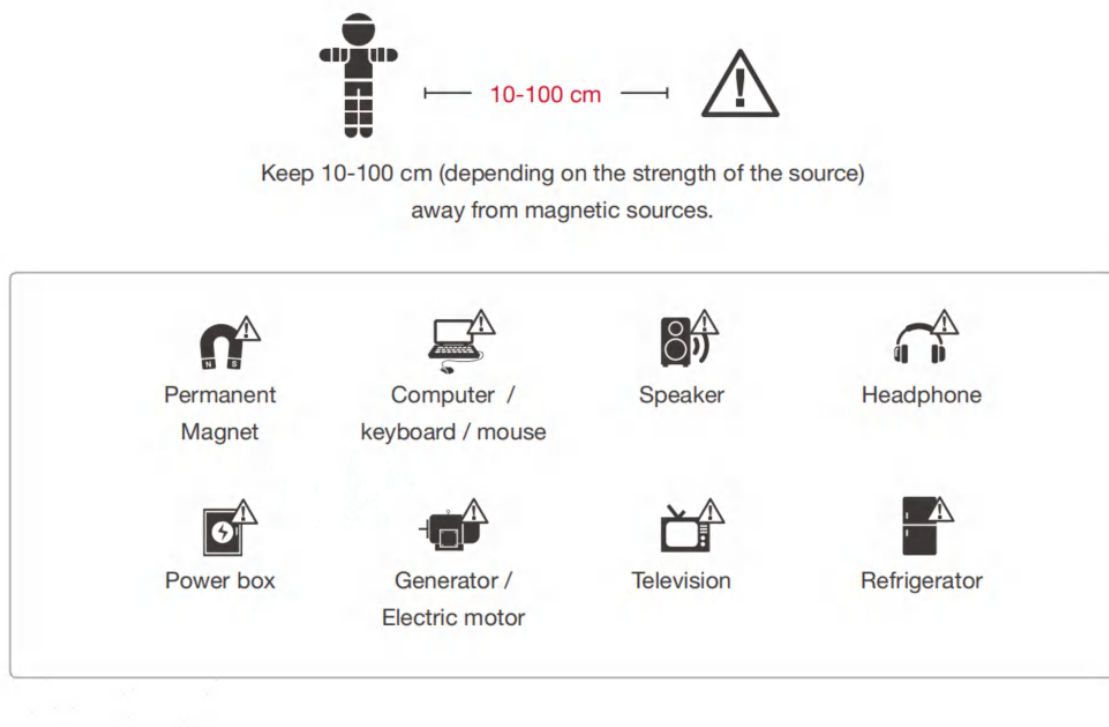 10-100 cm
Keep 10-100 cm (depending on the strength of the source)
away from magnetic sources.
N S
Permanent
Magnet
Computer /
keyboard / mouse
Speaker
Headphone
Power box
Generator /
Electric motor
Television
Refrigerator